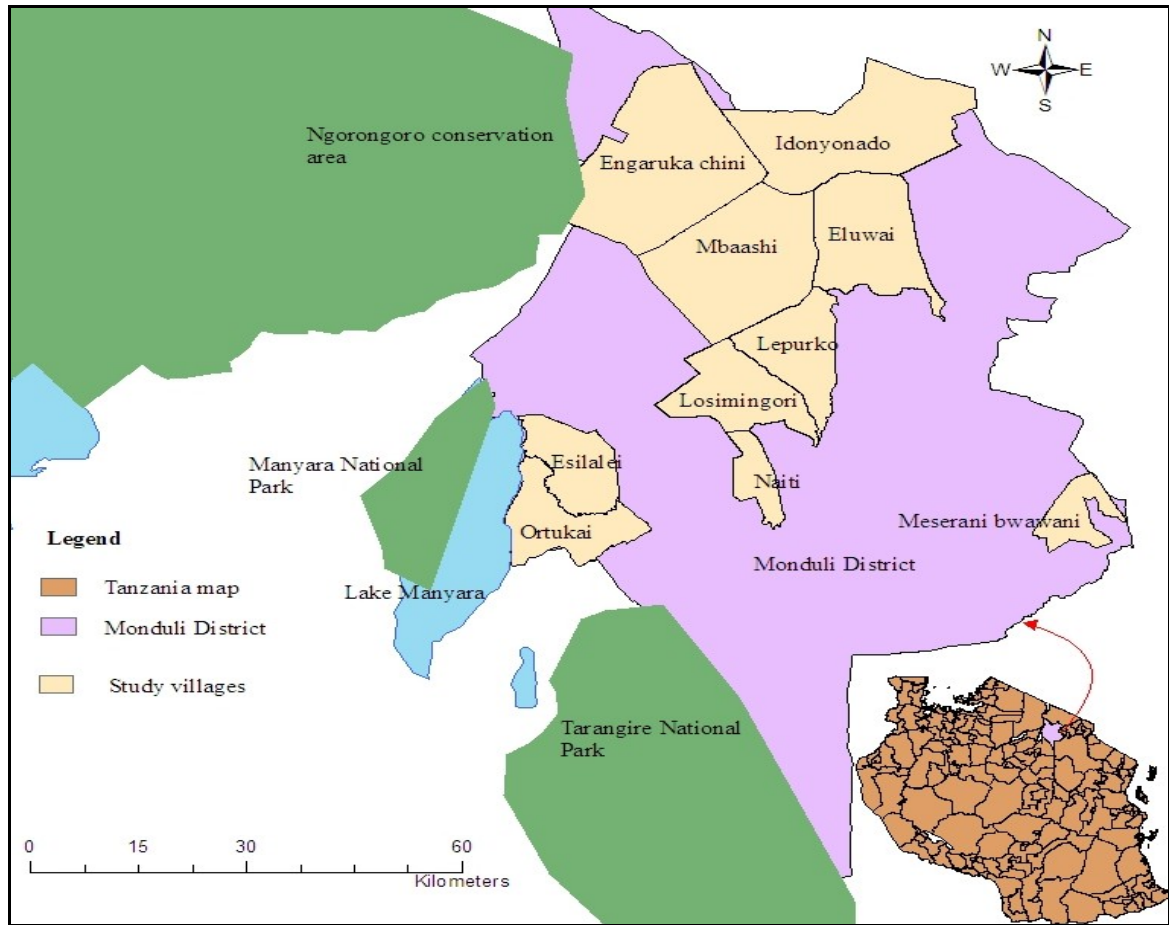 N
W E
S
Ngorongoro conservation
area
Idonyonado
Engaruka chini
Eluwai
Mbaashi
Lepurko
Losimingori
Manyara National
Park
Esilalei
Naiti
Meserani bwawani
Ortukai
Monduli District
Lake Manyara
Legend
Tanzania map
Monduli District
Study villages
Tarangire National
Park
0 15 30 60
Kilometers